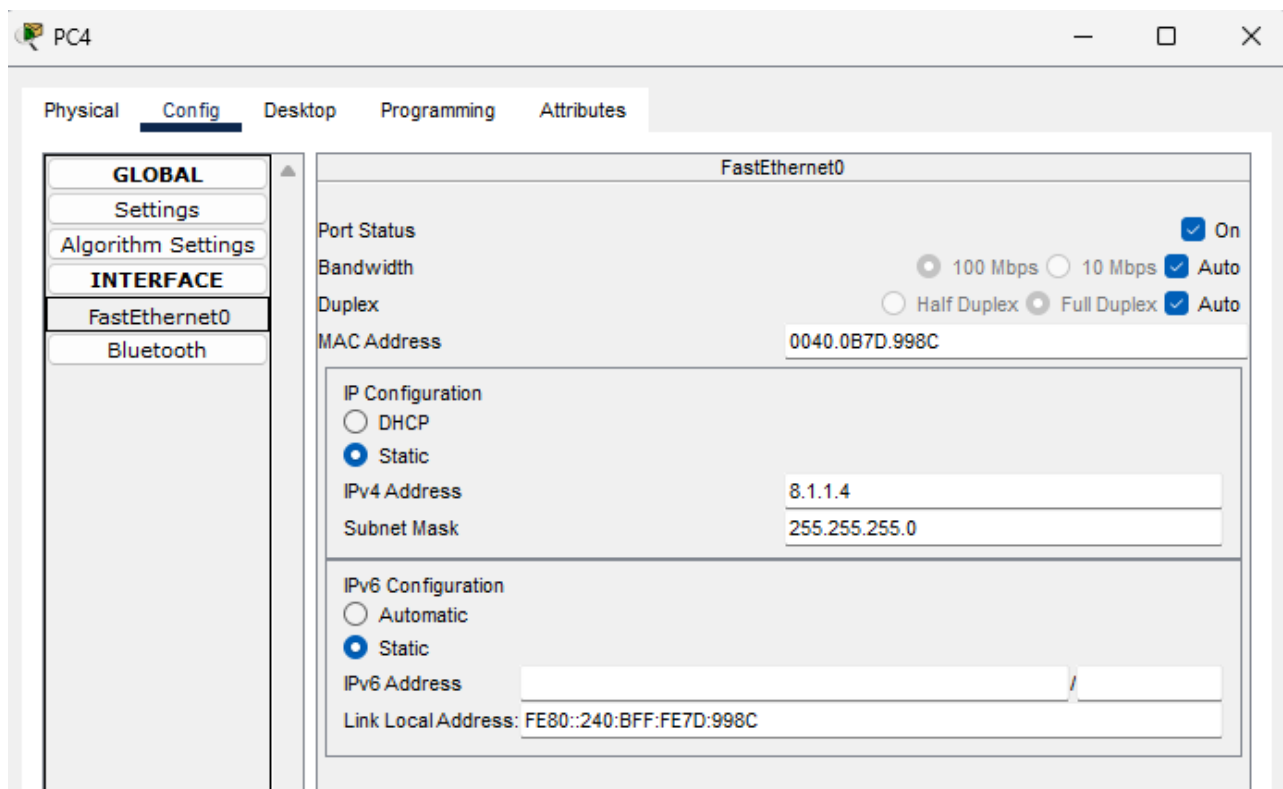 PC4
Physical Config Desktop Programming Attributes
GLOBAL
Settings
Algorithm Settings
INTERFACE
FastEthernet0
Bluetooth
FastEthernet0
Port Status On
Bandwidth 100 Mbps 10 Mbps Auto
Duplex Half Duplex Full Duplex Auto
MAC Address 0040.0B7D.998C
IP Configuration
DHCP
Static
IPv4 Address 8.1.1.4
Subnet Mask 255.255.255.0
IPv6 Configuration
Automatic
Static
IPv6 Address /
Link Local Address: FE80::240:BFF:FE7D:998C